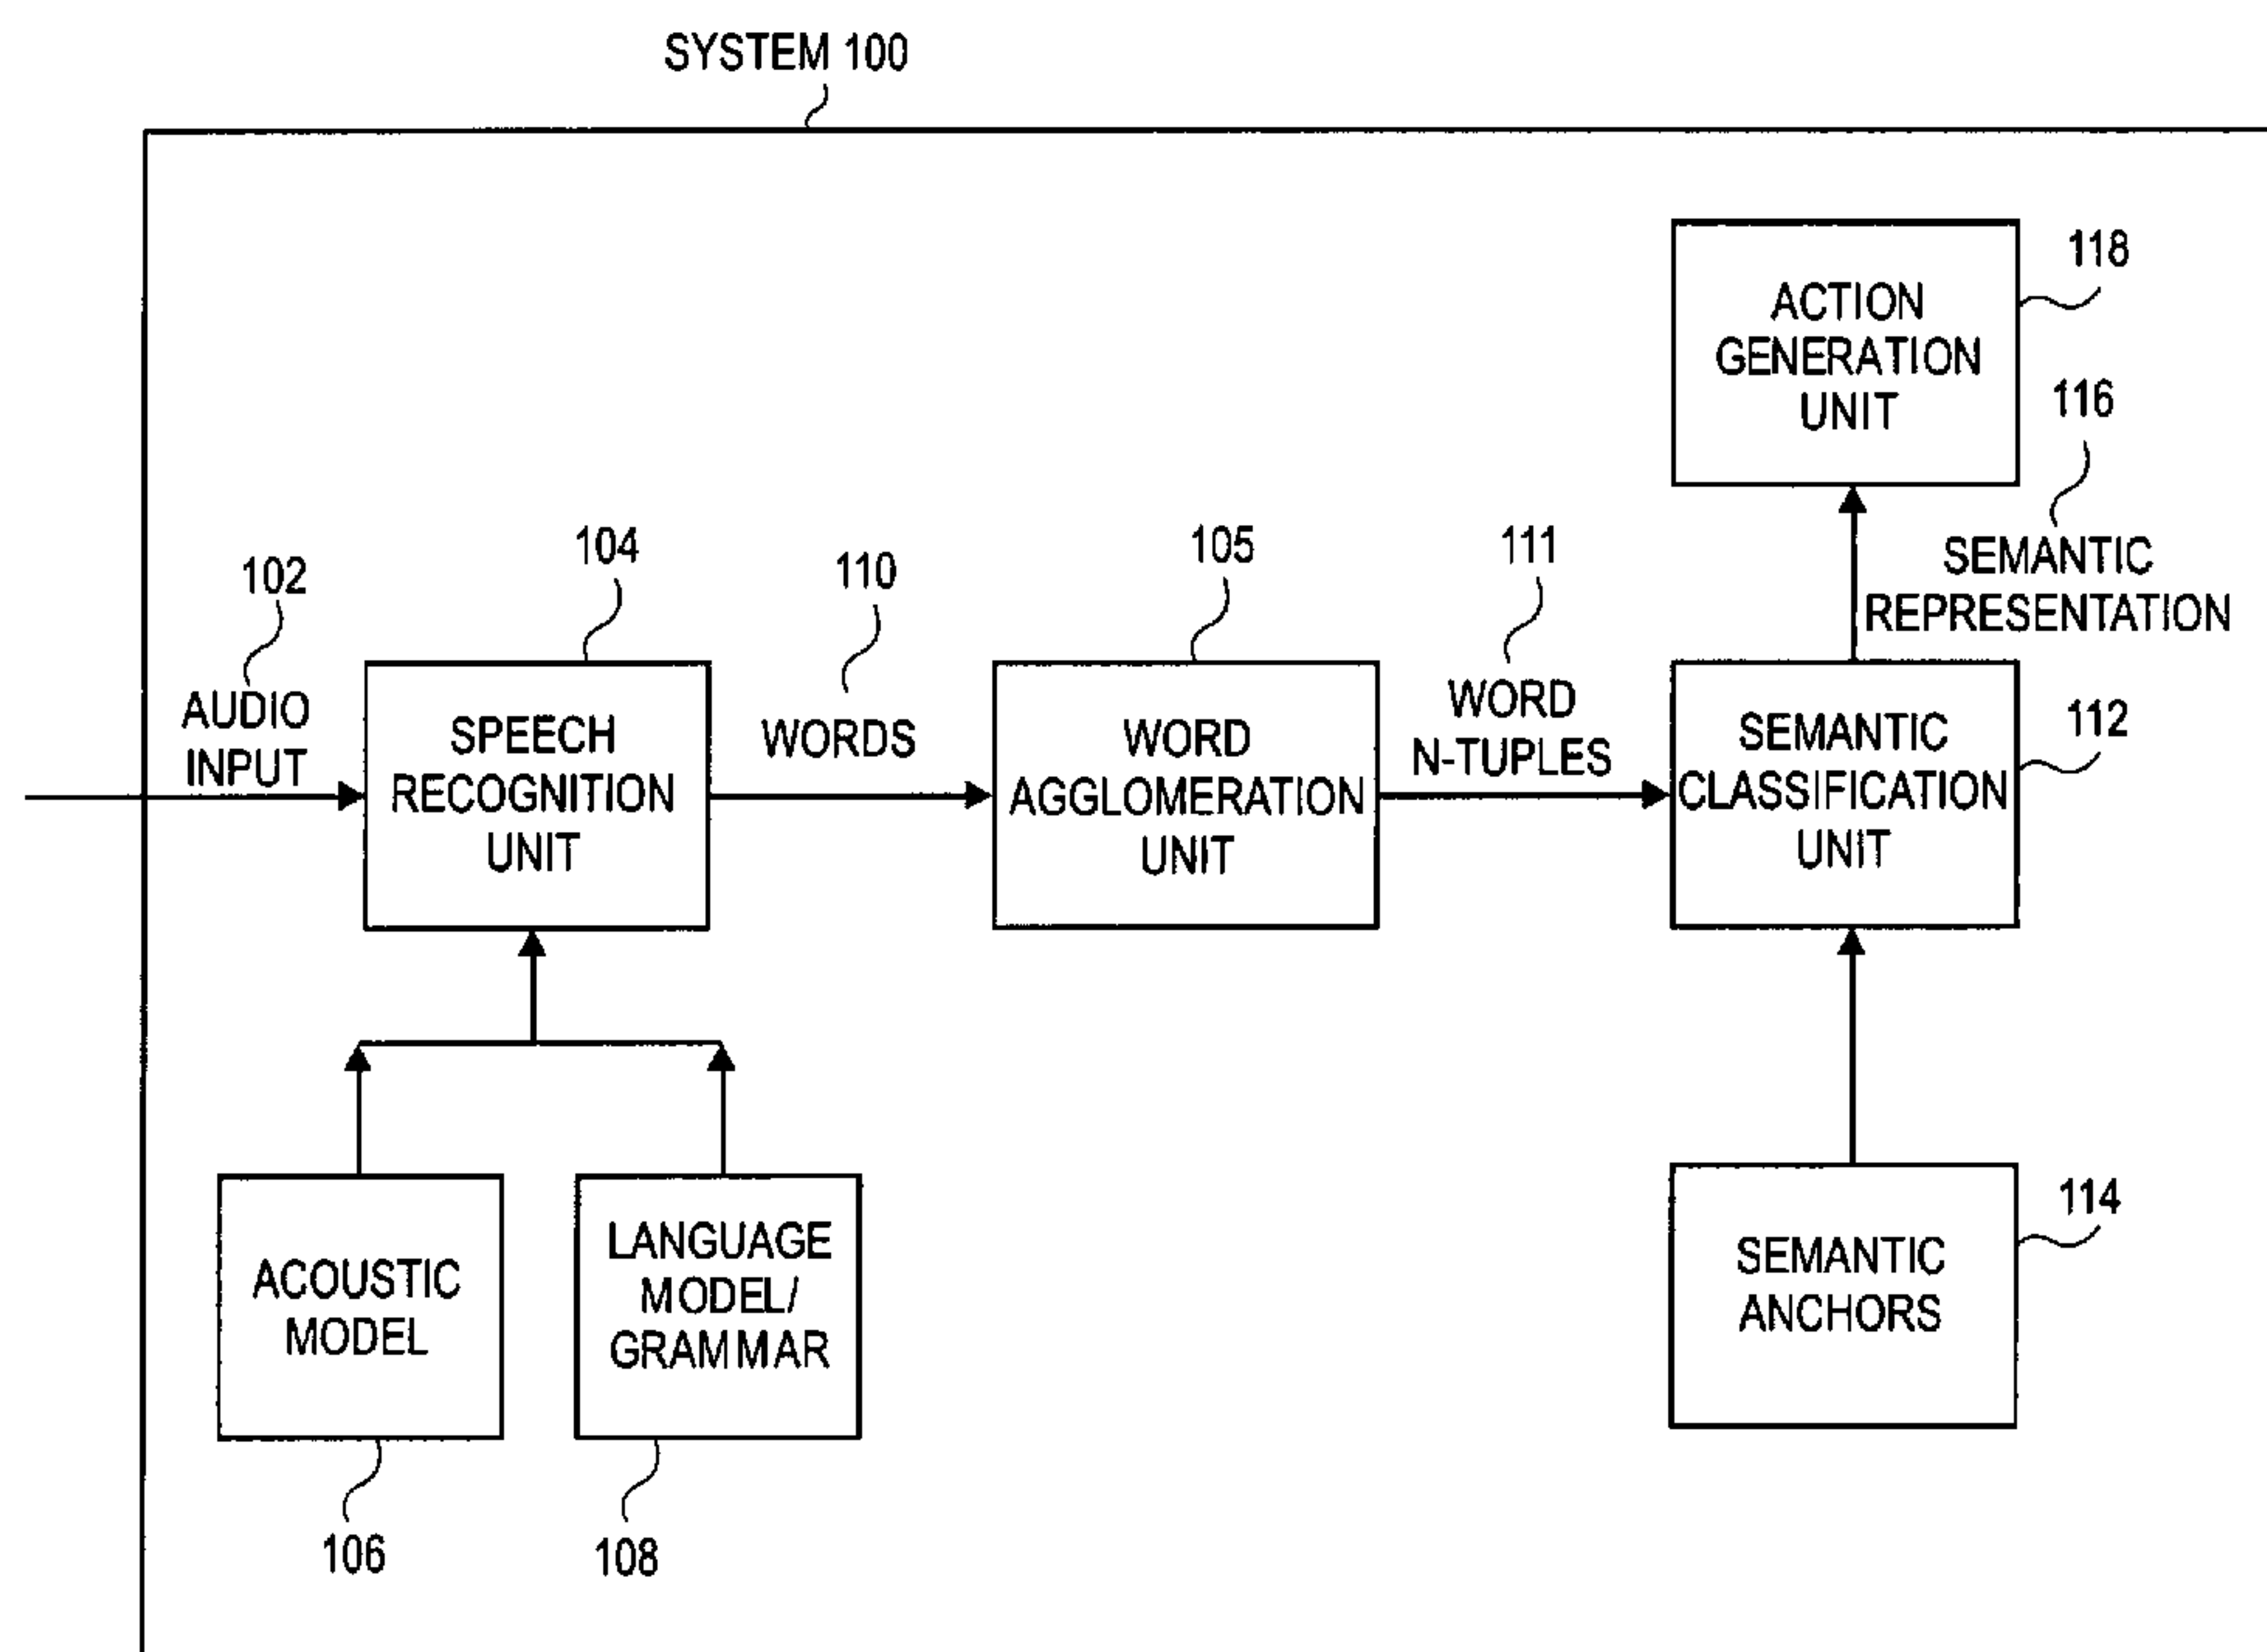 SYSTEM 100
118
ACTION
GENERATION
UNIT
116
SEMANTIC
REPRESENTATION
102
AUDIO
INPUT
104
SPEECH
RECOGNITION
UNIT
110
WORDS
105
WORD
AGGLOMERATION
UNIT
111
WORD
N-TUPLES
112
SEMANTIC
CLASSIFICATION
UNIT
ACOUSTIC
MODEL
106
LANGUAGE
MODEL/
GRAMMAR
108
114
SEMANTIC
ANCHORS